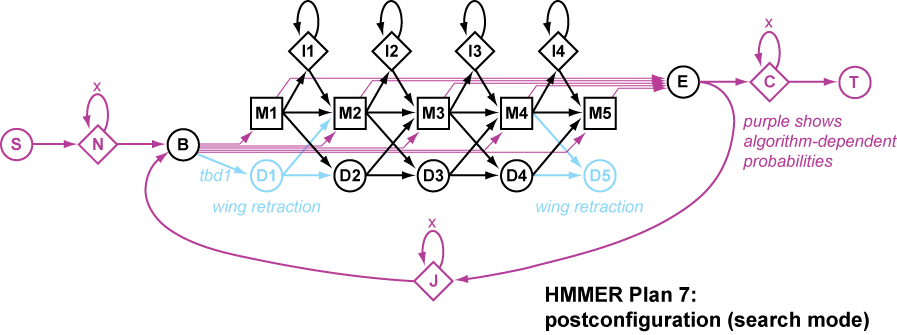 I1 I2 I3 I4
x
E C T
M1 M2 M3 M4 M5
x
purple shows
algorithm-dependent
probabilities
S N B
tbd1 D1 D2 D3 D4 D5
wing retraction wing retraction
x
J
HMMER Plan 7:
postconfiguration (search mode)